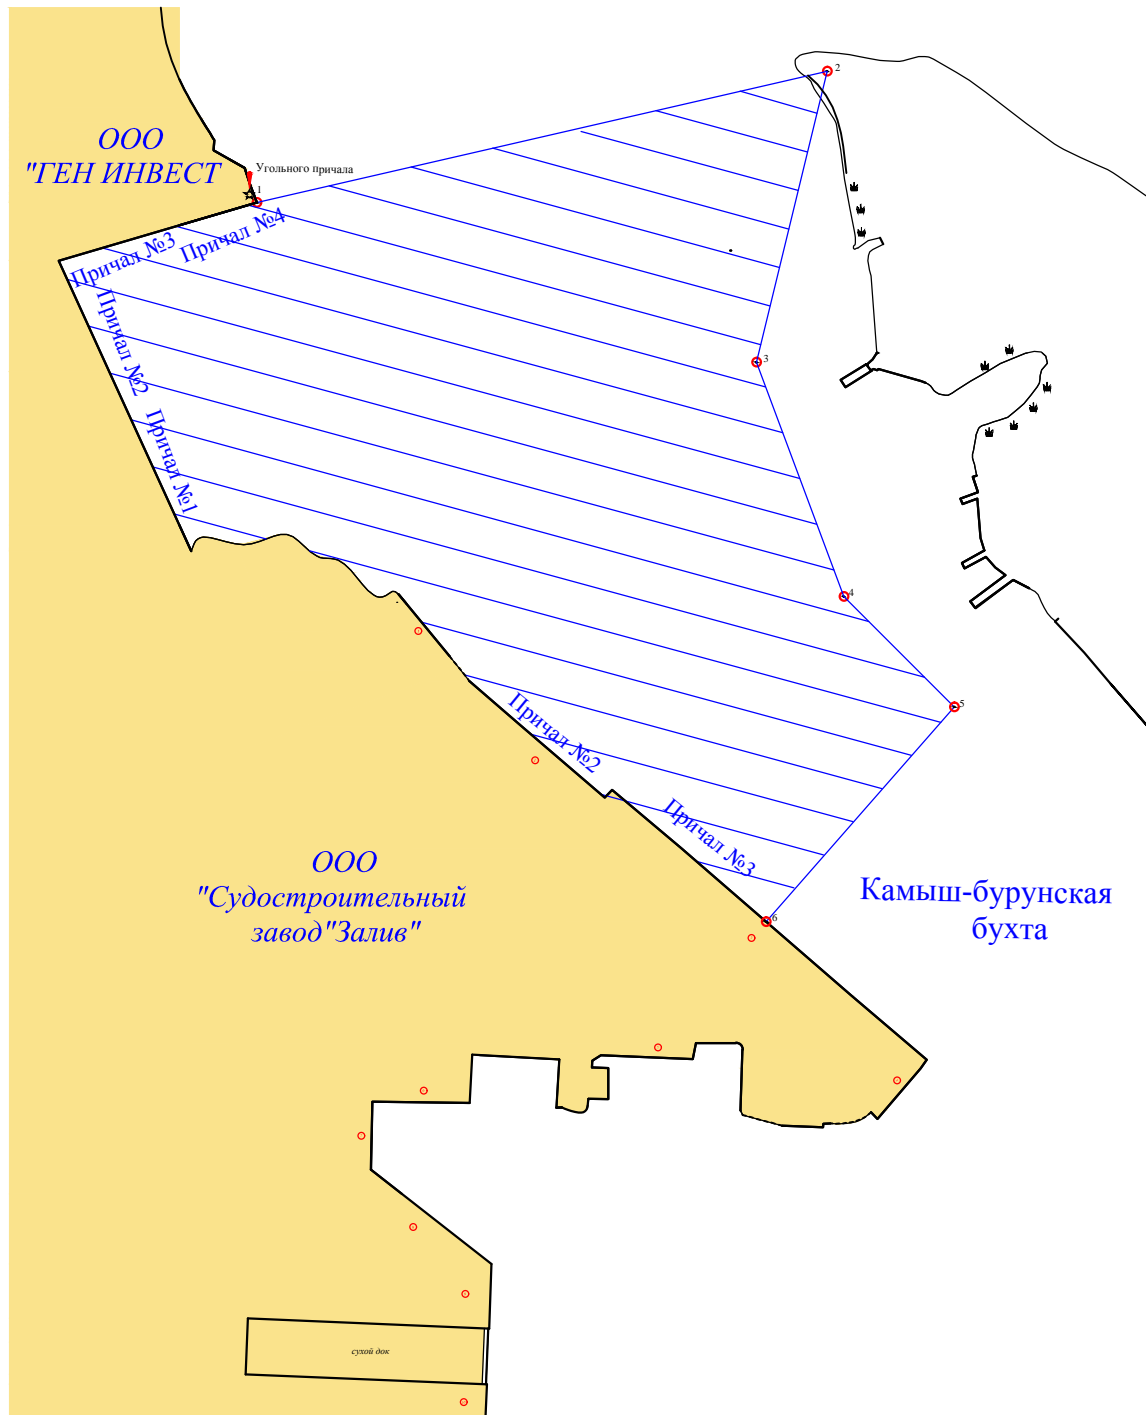 2
ООО
"ГЕН ИНВЕСТ
Угольного причала
1
Причал №3
Причал №4
Причал №2
Причал №1
3
4
5
Причал №2
Причал №3
6
ООО
"Судостроительный
завод"Залив"
Камыш-бурунская
бухта
сухой док